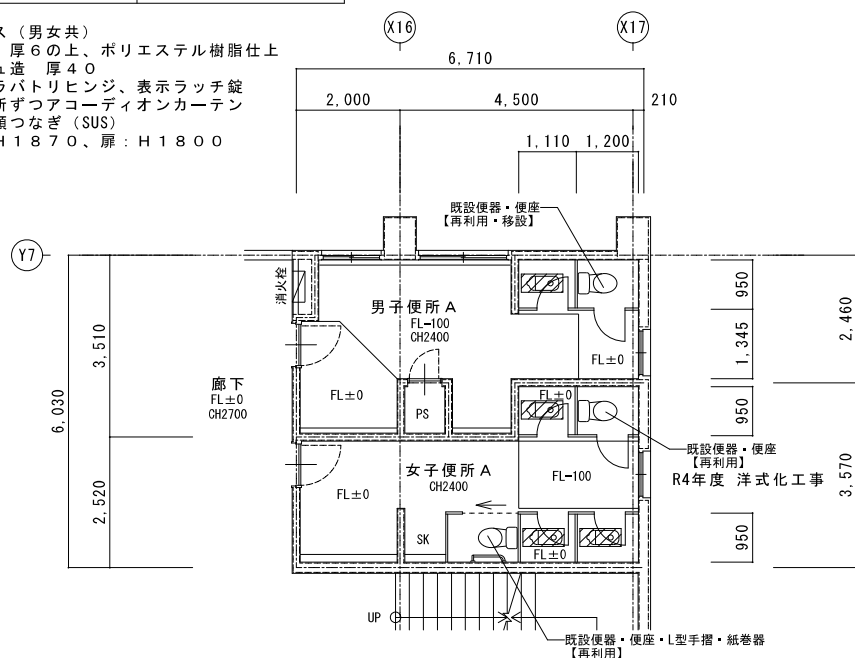 ス（男女共）
厚6の上、ポリエステル樹脂仕上
造 厚40
ラバトリヒンジ、表示ラッチ錠
所ずつアコーディオンカーテン
頭つなぎ（SUS）
H1870、扉：H1800
X16
X17
6,710
2,000
4,500
210
1,110
1,200
既設便器・便座
【再利用・移設】
Y7
消火栓
男子便所A
FL-100
CH2400
950
1,345
2,460
3,510
FL±0
廊下
FL±0
CH2700
FL±0
PS
FL±0
950
6,030
既設便器・便座
【再利用】
R4年度 洋式化工事
女子便所A
CH2400
FL-100
FL±0
3,570
2,520
SK
FL±0
950
UP
既設便器・便座・L型手摺・紙巻器
【再利用】